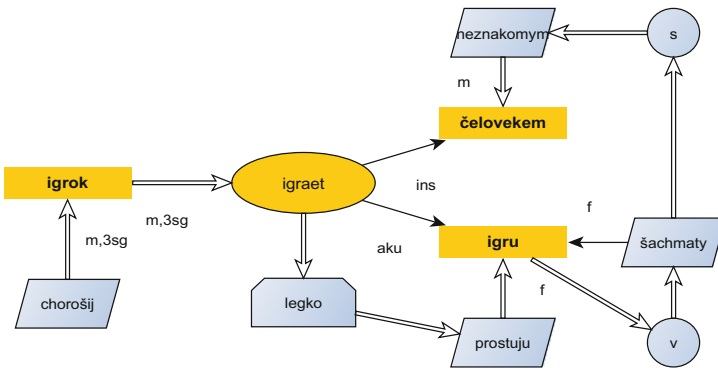 neznakomym
s
m
čelovekem
igrok
igraet
ins
m,3sg
f
m,3sg
aku
igru
šachmaty
chorošij
legko
f
prostuju
v